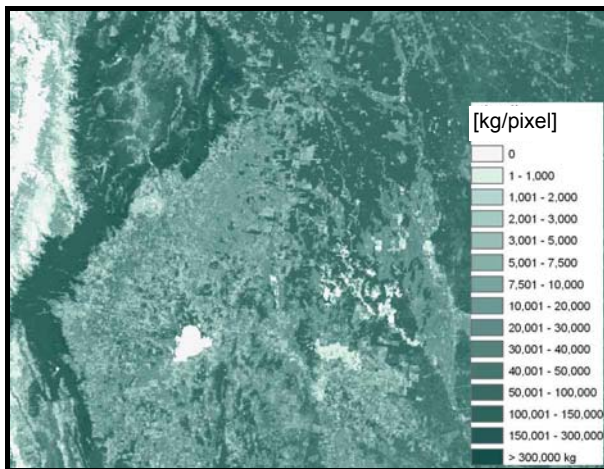 [kg/pixel]
0
1 - 1,000
1,001 - 2,000
2,001 - 3,000
3,001 - 5,000
5,001 - 7,500
7,501 - 10,000
10,001 - 20,000
20,001 - 30,000
30,001 - 40,000
40,001 - 50,000
50,001 - 100,000
100,001 - 150,000
150,001 - 300,000
> 300,000 kg